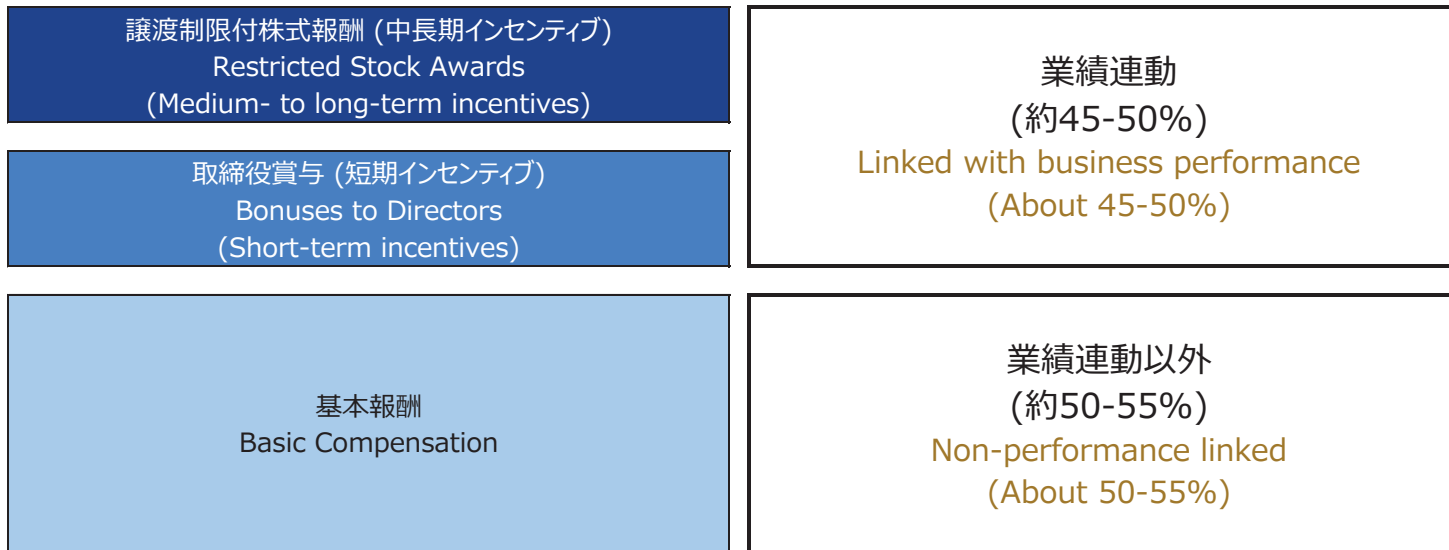 譲渡制限付株式報酬 (中長期インセンティブ)
Restricted Stock Awards
(Medium- to long-term incentives)
取締役賞与 (短期インセンティブ)
Bonuses to Directors
(Short-term incentives)
基本報酬
Basic Compensation
業績連動
(約45-50%)
Linked with business performance
(About 45-50%)
業績連動以外
(約50-55%)
Non-performance linked
(About 50-55%)